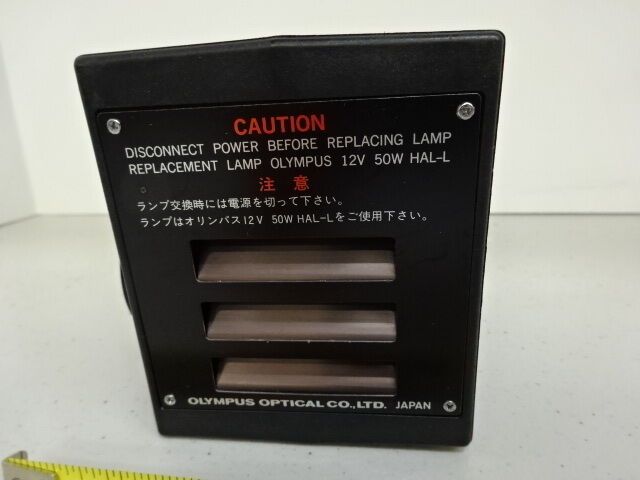 CAUTION
DISCONNECT POWER BEFORE REPLACING LAMP
REPLACEMENT LAMP OLYMPUS 12V 50W HAL-L
注 意
ランプ交換時には電源を切って下さい。
ランプはオリンパス12V 50W HAL-Lをご使用下さい。
OLYMPUS OPTICAL CO.,LTD. JAPAN